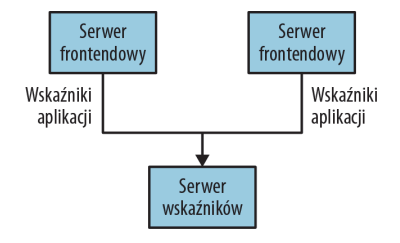 Serwer
frontendowy
Serwer
frontendowy
Wskaźniki
aplikacji
Wskaźniki
aplikacji
Serwer
wskaźników